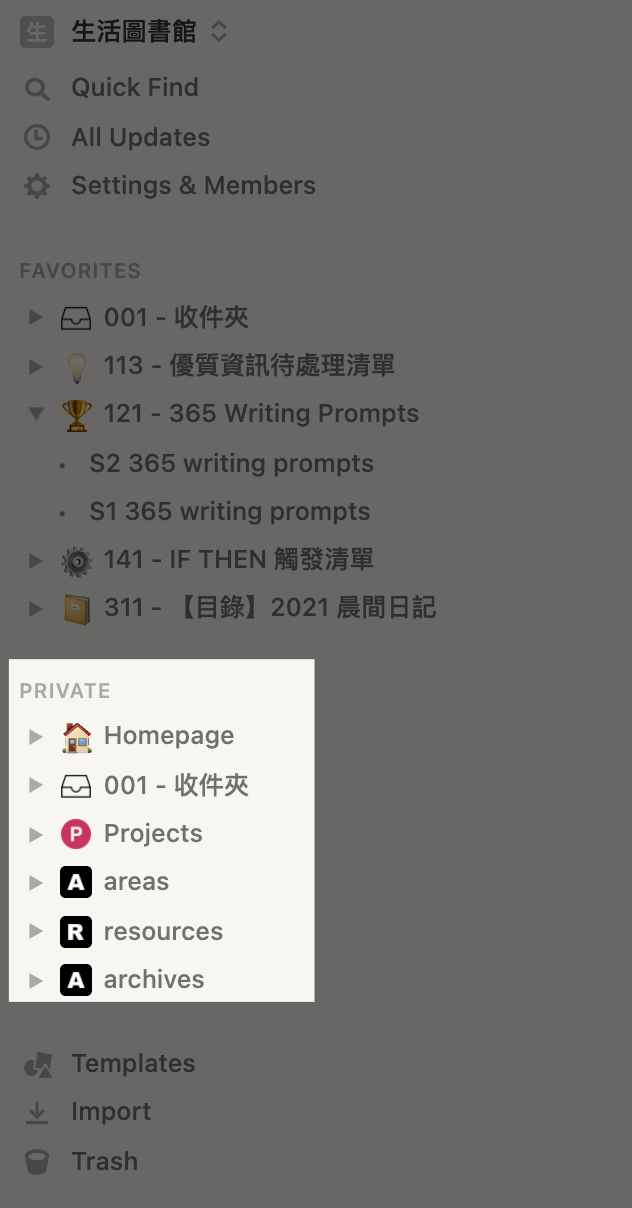 生 生活圖書館
Quick Find
All Updates
Settings & Members
FAVORITES
001 - 收件夾
113 - 優質資訊待處理清單
121 - 365 Writing Prompts
S2 365 writing prompts
S1 365 writing prompts
141 - IF THEN 觸發清單
311 - 【目錄】2021 晨間日記
PRIVATE
Homepage
001 - 收件夾
P Projects
A areas
R resources
A archives
Templates
Import
Trash